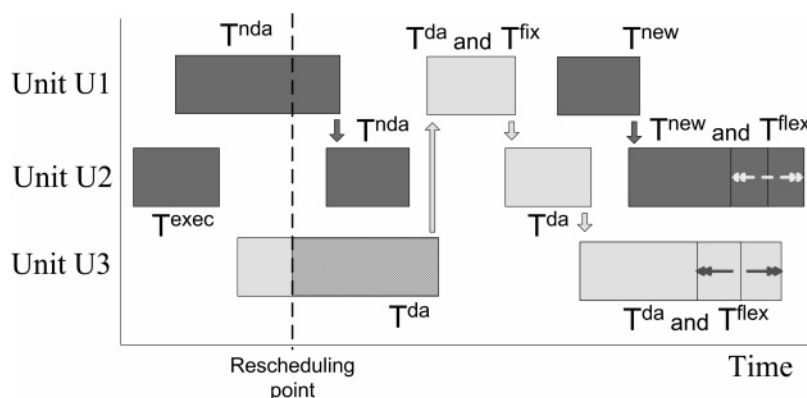 T^nda
T^da and T^fix
T^new
Unit U1
T^nda
T^new and T^flex
Unit U2
T^exec
T^da
Unit U3
T^da
T^da and T^flex
Rescheduling
point
Time